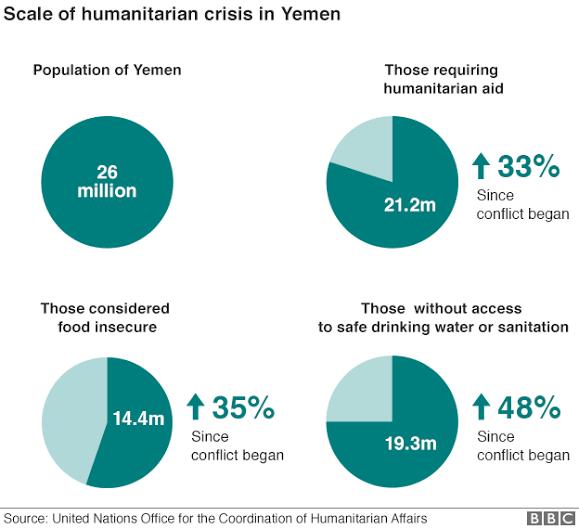 Scale of humanitarian crisis in Yemen
Population of Yemen
26
million
Those requiring
humanitarian aid
21.2m
33%
Since
conflict began
Those considered
food insecure
14.4m
35%
Since
conflict began
Those without access
to safe drinking water or sanitation
19.3m
48%
Since
conflict began
Source: United Nations Office for the Coordination of Humanitarian Affairs
BBC